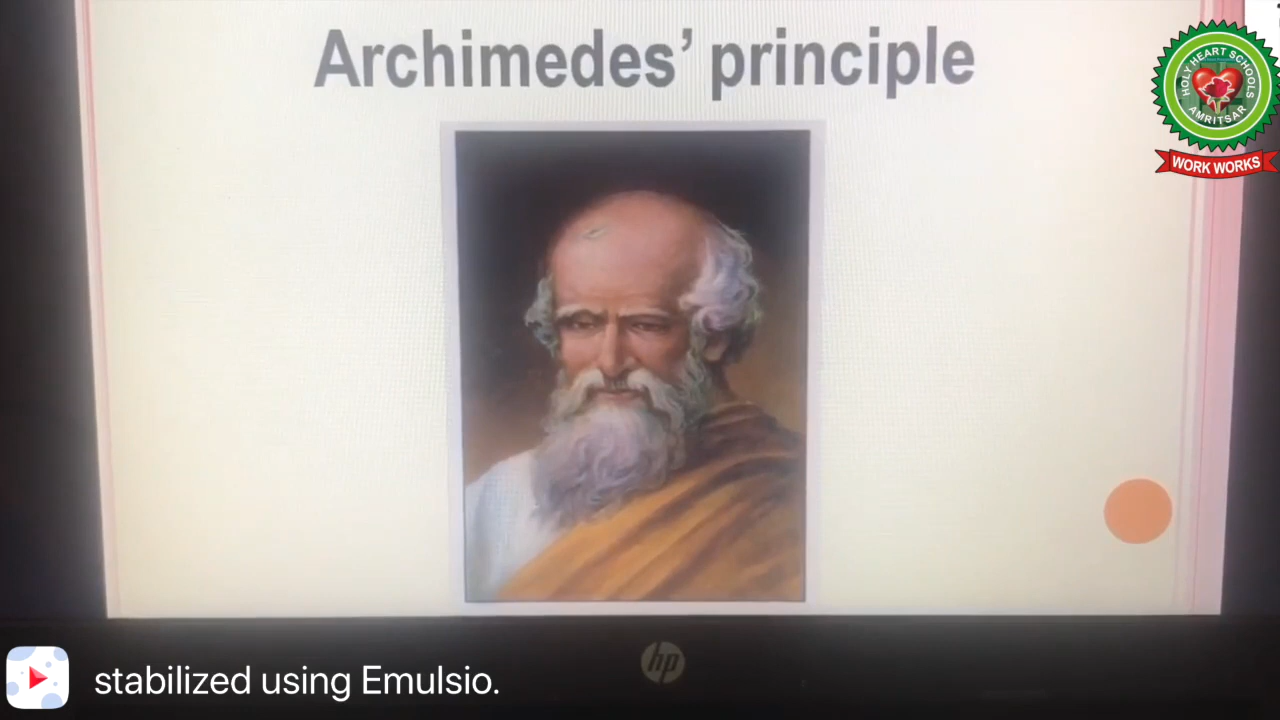 Archimedes’ principle
HOLY HEART SCHOOLS
AMRITSAR
WORK WORKS
hp
stabilized using Emulsio.